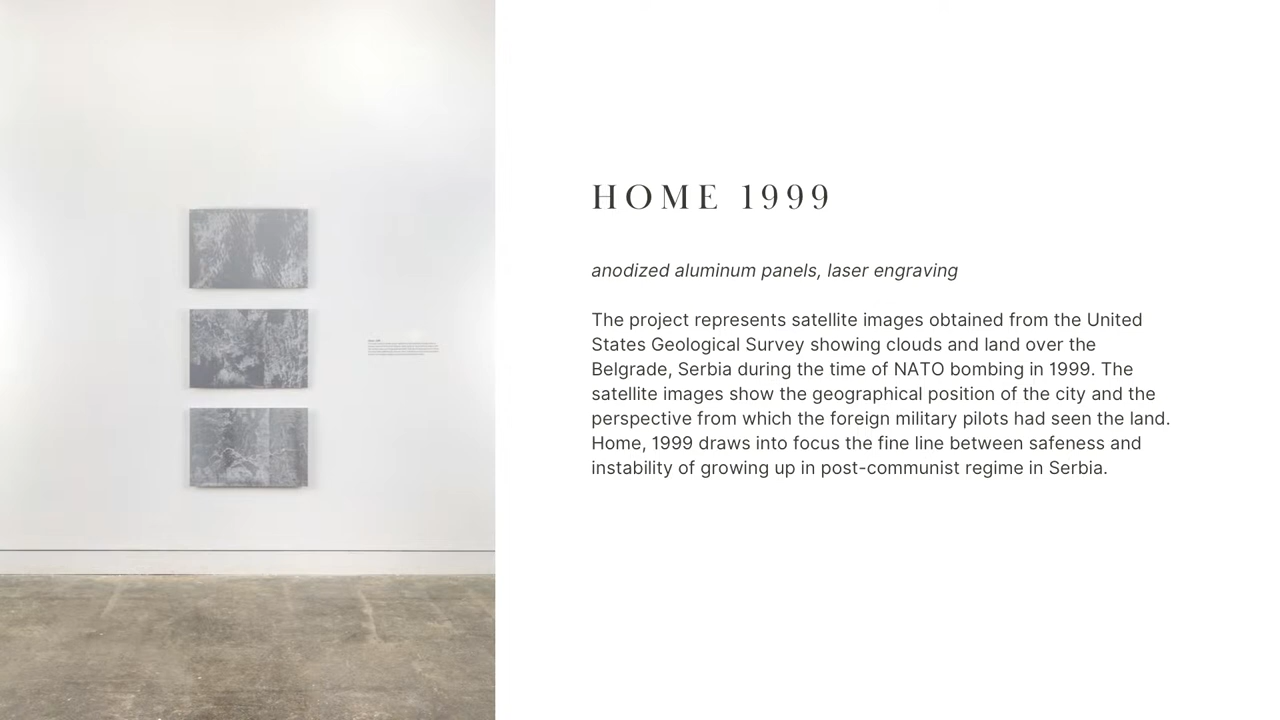 HOME 1999
anodized aluminum panels, laser engraving
The project represents satellite images obtained from the United
States Geological Survey showing clouds and land over the
Belgrade, Serbia during the time of NATO bombing in 1999. The
satellite images show the geographical position of the city and the
perspective from which the foreign military pilots had seen the land.
Home, 1999 draws into focus the fine line between safeness and
instability of growing up in post-communist regime in Serbia.